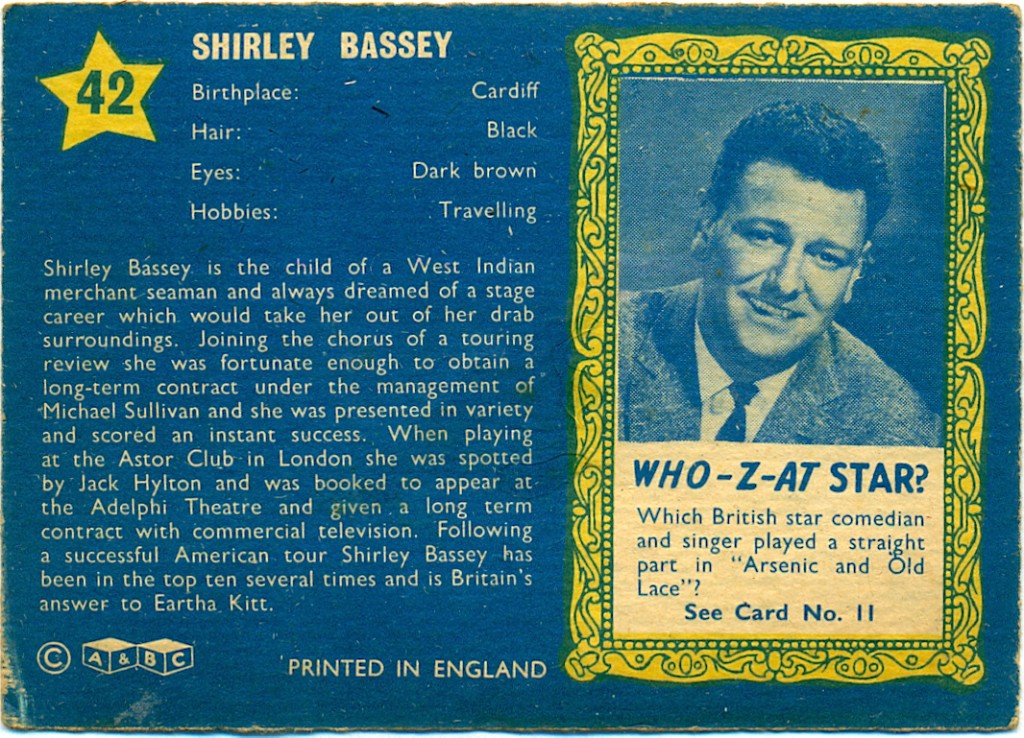 42
SHIRLEY BASSEY
Birthplace: Cardiff
Hair: Black
Eyes: Dark brown
Hobbies: Travelling
Shirley Bassey is the child of a West Indian
merchant seaman and always dreamed of a stage
career which would take her out of her drab
surroundings. Joining the chorus of a touring
review she was fortunate enough to obtain a
long-term contract under the management of
Michael Sullivan and she was presented in variety
and scored an instant success. When playing
at the Astor Club in London she was spotted
by Jack Hylton and was booked to appear at
the Adelphi Theatre and given a long term
contract with commercial television. Following
a successful American tour Shirley Bassey has
been in the top ten several times and is Britain's
answer to Eartha Kitt.
© A & B C
PRINTED IN ENGLAND
WHO-Z-AT STAR?
Which British star comedian
and singer played a straight
part in "Arsenic and Old
Lace"?
See Card No. 11